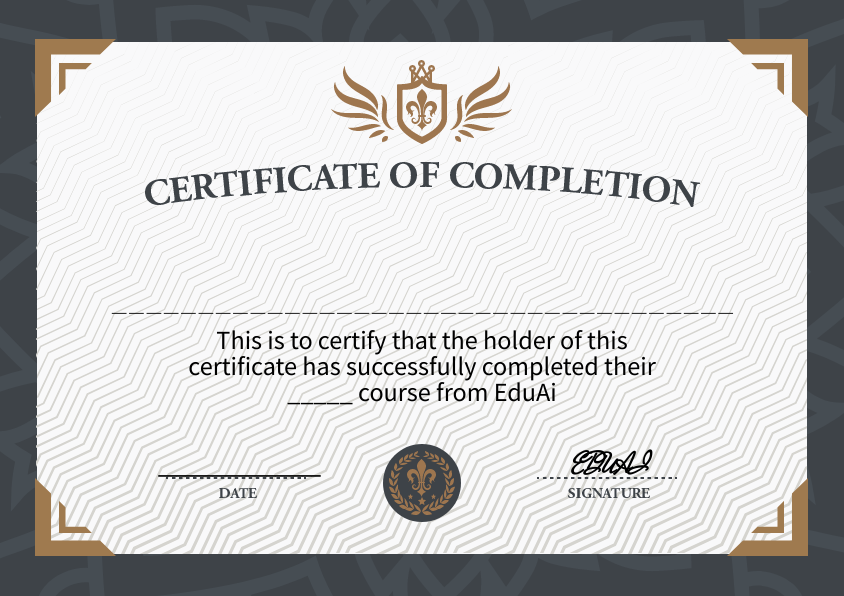 CERTIFICATE OF COMPLETION
This is to certify that the holder of this
certificate has successfully completed their
_____ course from EduAi
EDUAI
DATE
SIGNATURE